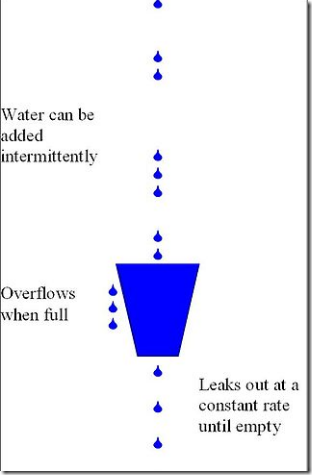 Water can be
added
intermittently
Overflows
when full
Leaks out at a
constant rate
until empty